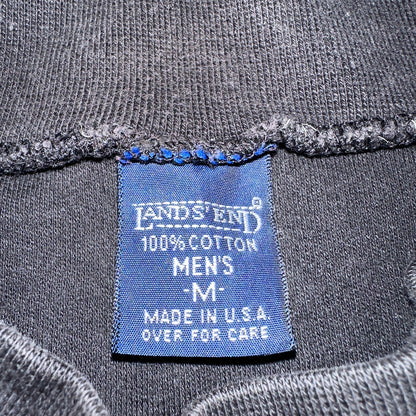 LANDS' END
100% COTTON
MEN'S
-M-
MADE IN U.S.A.
OVER FOR CARE